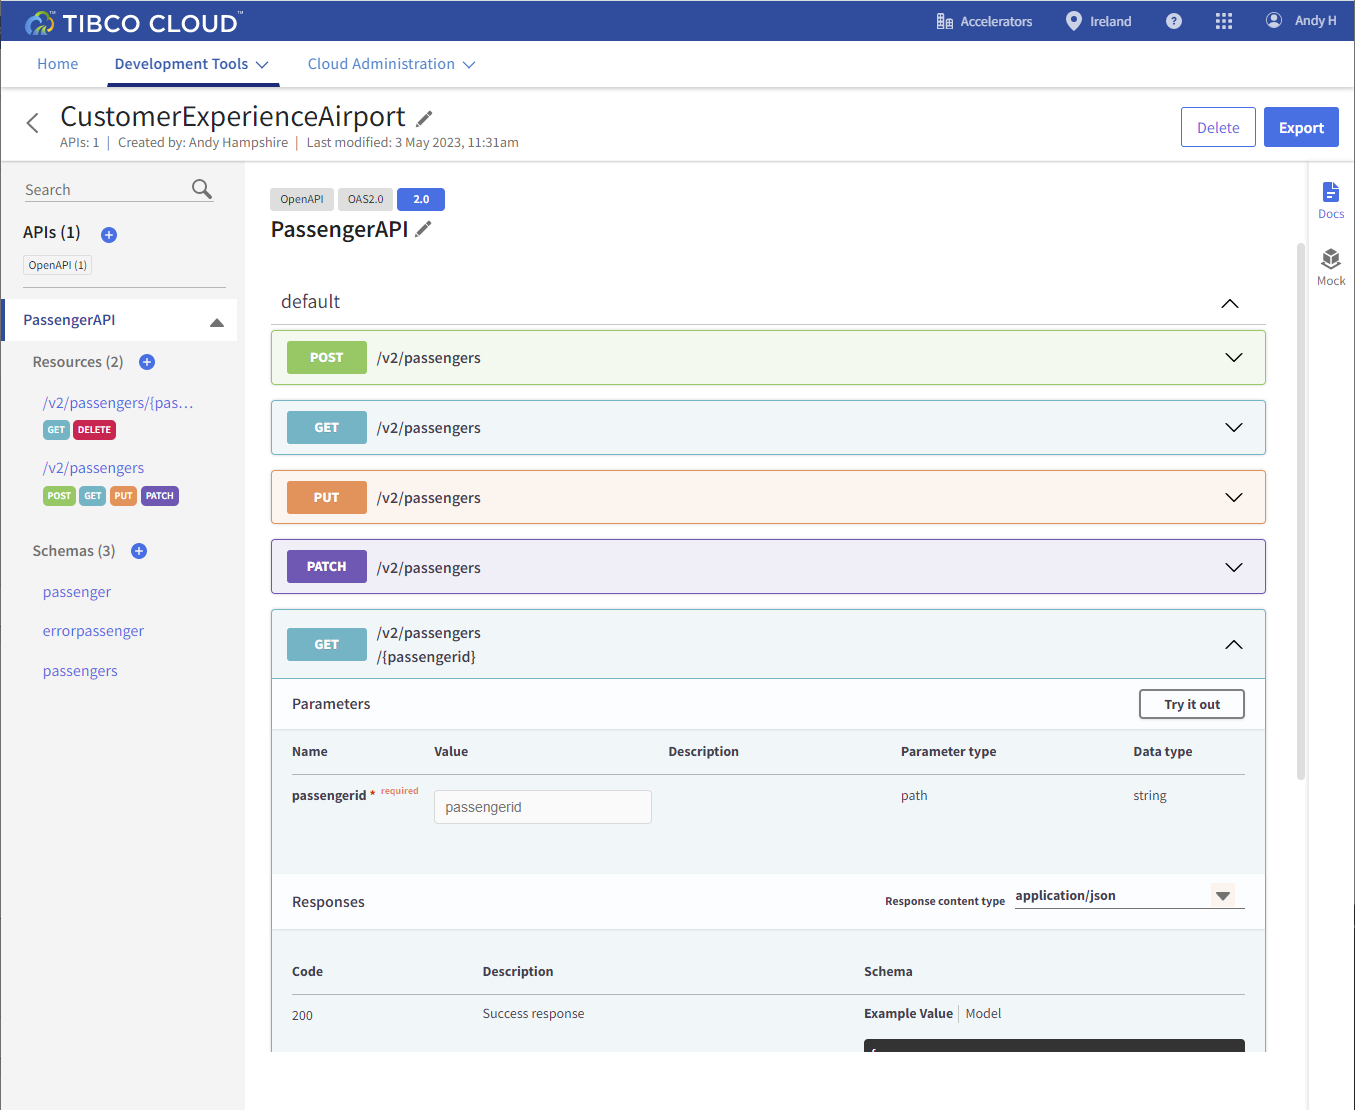 TIBCO CLOUD™
Accelerators
Ireland
?
Andy H
Home
Development Tools
Cloud Administration
CustomerExperienceAirport
APIs: 1 | Created by: Andy Hampshire | Last modified: 3 May 2023, 11:31am
Delete
Export
Search
APIs (1)
OpenAPI (1)
PassengerAPI
Resources (2)
/v2/passengers/{pas...
GET DELETE
/v2/passengers
POST GET PUT PATCH
Schemas (3)
passenger
errorpassenger
passengers
OpenAPI OAS2.0 2.0
PassengerAPI
default
POST /v2/passengers
GET /v2/passengers
PUT /v2/passengers
PATCH /v2/passengers
GET /v2/passengers
/{passengerid}
Parameters
Try it out
Name Value Description Parameter type Data type
passengerid * required passengerid path string
Responses
Response content type application/json
Code Description Schema
200 Success response Example Value | Model
Docs
Mock